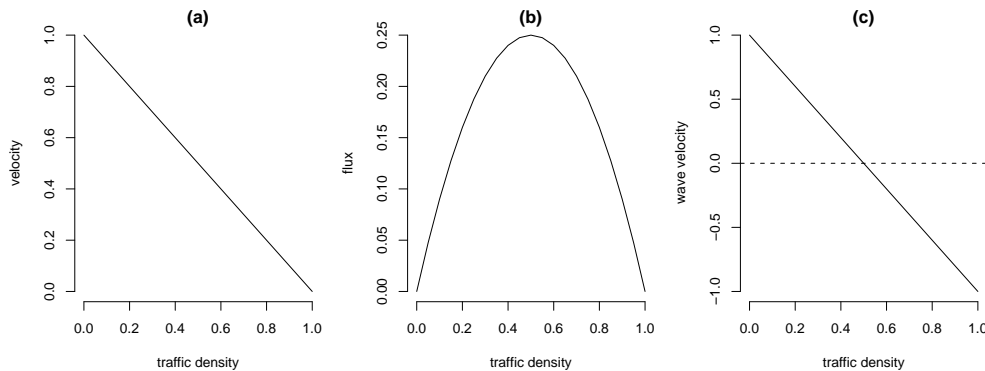 (a)
velocity
1.0
0.8
0.6
0.4
0.2
0.0
0.0 0.2 0.4 0.6 0.8 1.0
traffic density
(b)
flux
0.25
0.20
0.15
0.10
0.05
0.00
0.0 0.2 0.4 0.6 0.8 1.0
traffic density
(c)
wave velocity
1.0
0.5
0.0
−0.5
−1.0
0.0 0.2 0.4 0.6 0.8 1.0
traffic density